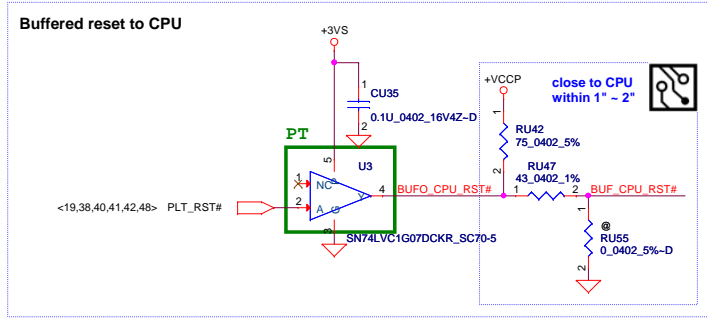 Buffered reset to CPU
+3VS
1
CU35
0.1U_0402_16V4Z~D
2
+VCCP
close to CPU
within 1" ~ 2"
1
RU42
75_0402_5%
2
PT
5
U3
1
NC
P
4
BUFO_CPU_RST#
RU47
43_0402_1%
1
2
BUF_CPU_RST#
<19,38,40,41,42,48>
PLT_RST#
2
A
G
Y
3
SN74LVC1G07DCKR_SC70-5
1
@
RU55
0_0402_5%~D
2